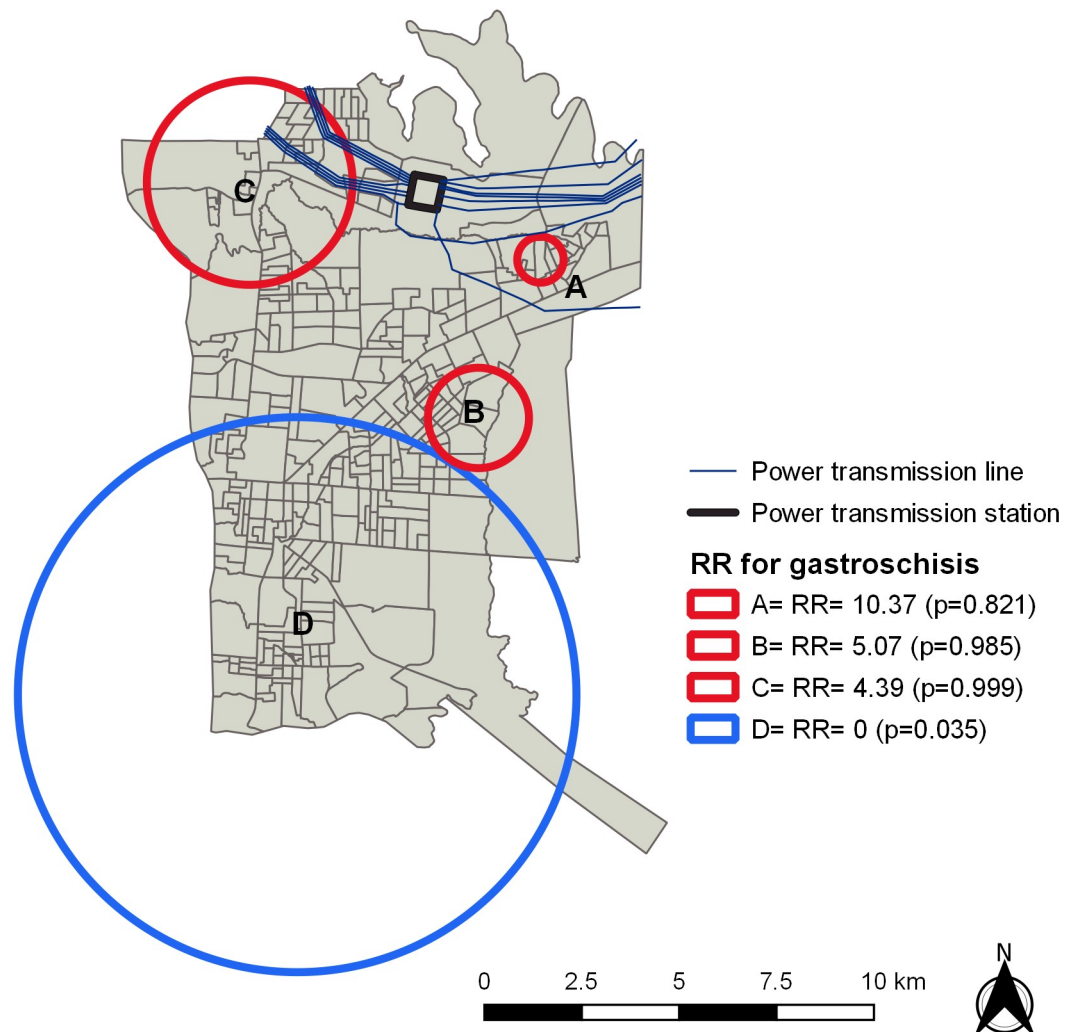 C
A
B
D
Power transmission line
Power transmission station
RR for gastroschisis
A= RR= 10.37 (p=0.821)
B= RR= 5.07 (p=0.985)
C= RR= 4.39 (p=0.999)
D= RR= 0 (p=0.035)
0 2.5 5 7.5 10 km
N